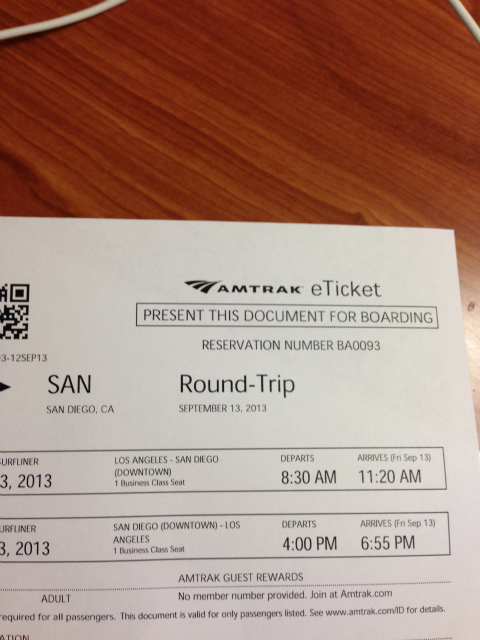 AMTRAK eTicket
PRESENT THIS DOCUMENT FOR BOARDING
RESERVATION NUMBER BA0093
3-12SEP13
SAN Round-Trip
SAN DIEGO, CA SEPTEMBER 13, 2013
SURFLINER LOS ANGELES - SAN DIEGO DEPARTS ARRIVES (Fri Sep 13)
3, 2013 (DOWNTOWN) 8:30 AM 11:20 AM
1 Business Class Seat
URFLINER SAN DIEGO (DOWNTOWN) - LOS DEPARTS ARRIVES (Fri Sep 13)
3, 2013 ANGELES 4:00 PM 6:55 PM
1 Business Class Seat
AMTRAK GUEST REWARDS
ADULT No member number provided. Join at Amtrak.com
required for all passengers. This document is valid for only passengers listed. See www.amtrak.com/ID for details.
ATION